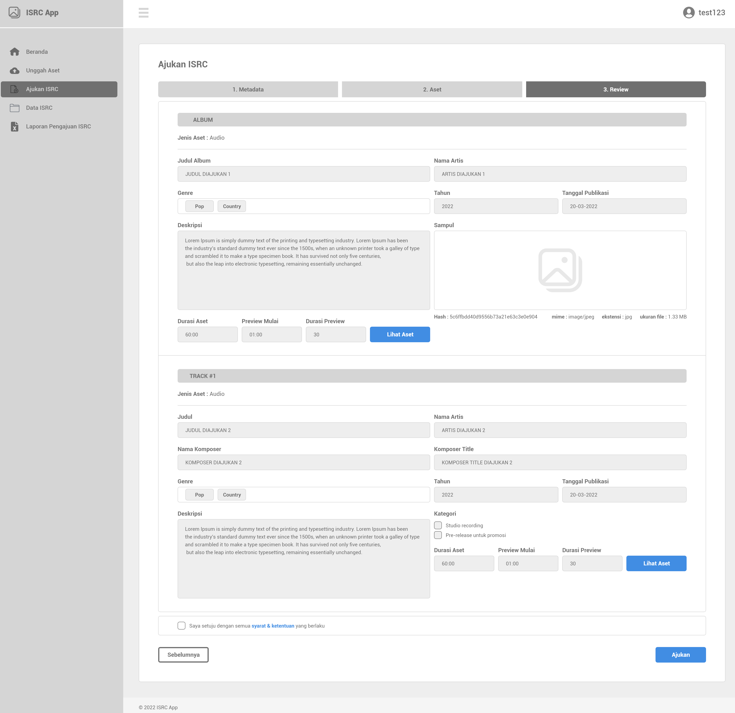 ISRC App
test123
Beranda
Unggah Aset
Ajukan ISRC
Data ISRC
Laporan Pengajuan ISRC
Ajukan ISRC
1. Metadata
2. Aset
3. Review
ALBUM
Jenis Aset : Audio
Judul Album
Nama Artis
JUDUL DIAJUKAN 1
ARTIS DIAJUKAN 1
Genre
Tahun
Tanggal Publikasi
Pop
Country
2022
20-03-2022
Deskripsi
Sampul
Lorem Ipsum is simply dummy text of the printing and typesetting industry. Lorem Ipsum has been
the industry's standard dummy text ever since the 1500s, when an unknown printer took a galley of type
and scrambled it to make a type specimen book. It has survived not only five centuries,
but also the leap into electronic typesetting, remaining essentially unchanged.
Hash : 5c6ffbdd40d9556b73a21e63c3e0e904
mime : image/jpeg
ekstensi : jpg
ukuran file : 1.33 MB
Durasi Aset
Preview Mulai
Durasi Preview
60:00
01:00
30
Lihat Aset
TRACK #1
Jenis Aset : Audio
Judul
Nama Artis
JUDUL DIAJUKAN 2
ARTIS DIAJUKAN 2
Nama Komposer
Komposer Title
KOMPOSER DIAJUKAN 2
KOMPOSER TITLE DIAJUKAN 2
Genre
Tahun
Tanggal Publikasi
Pop
Country
2022
20-03-2022
Deskripsi
Kategori
Lorem Ipsum is simply dummy text of the printing and typesetting industry. Lorem Ipsum has been
the industry's standard dummy text ever since the 1500s, when an unknown printer took a galley of type
and scrambled it to make a type specimen book. It has survived not only five centuries,
but also the leap into electronic typesetting, remaining essentially unchanged.
Studio recording
Pre-release untuk promosi
Durasi Aset
Preview Mulai
Durasi Preview
60:00
01:00
30
Lihat Aset
Saya setuju dengan semua syarat & ketentuan yang berlaku
Sebelumnya
Ajukan
© 2022 ISRC App